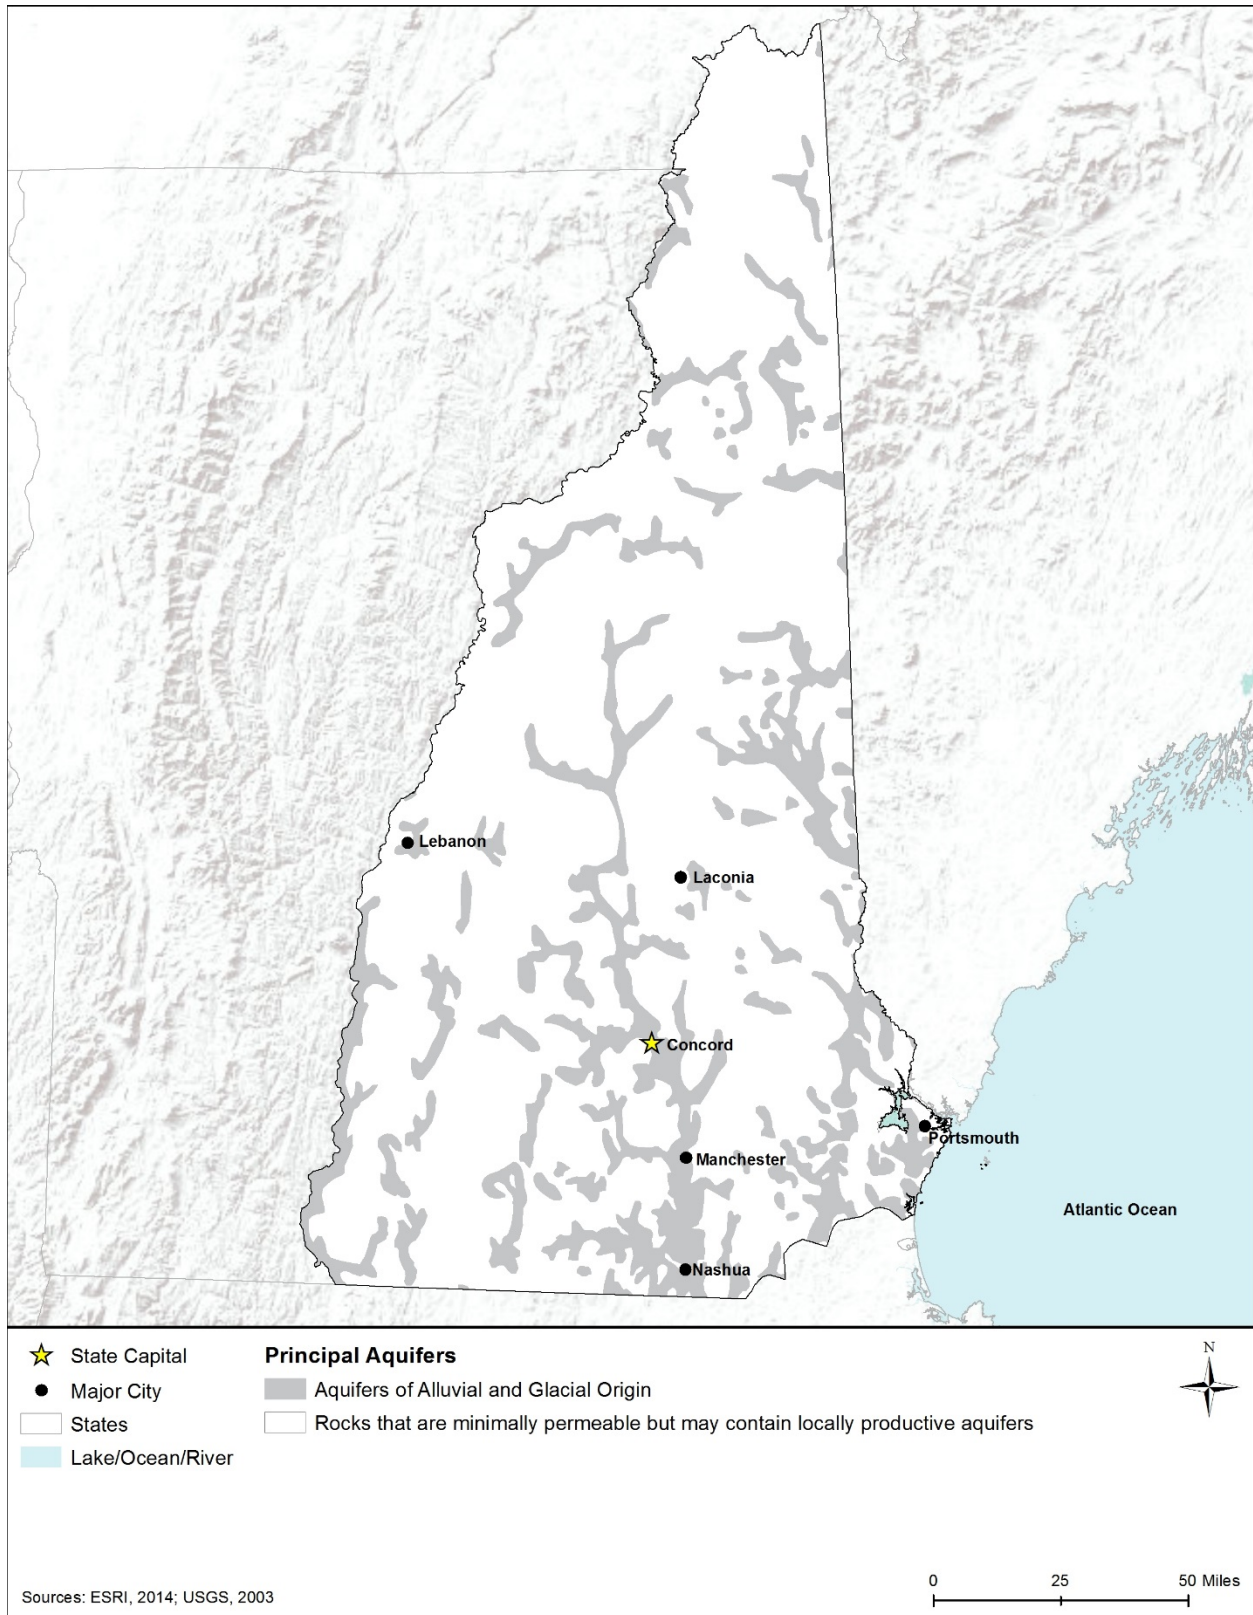 Lebanon
Laconia
Concord
Portsmouth
Manchester
Atlantic Ocean
Nashua
State Capital
Major City
States
Lake/Ocean/River
Principal Aquifers
Aquifers of Alluvial and Glacial Origin
Rocks that are minimally permeable but may contain locally productive aquifers
N
Sources: ESRI, 2014; USGS, 2003
0 25 50 Miles